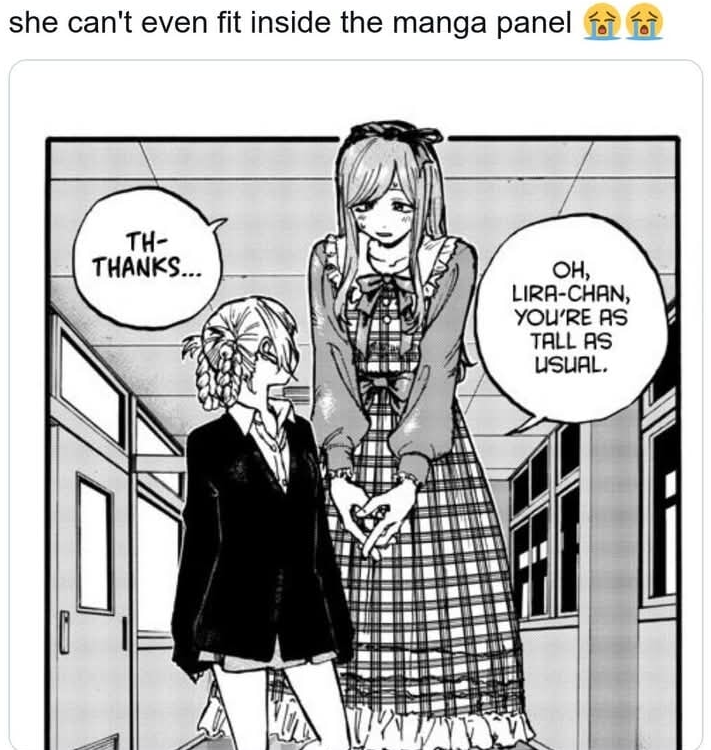 she can't even fit inside the manga panel 😭😭
OH,
LIRA-CHAN,
YOU'RE AS
TALL AS
USUAL.
TH-
THANKS...